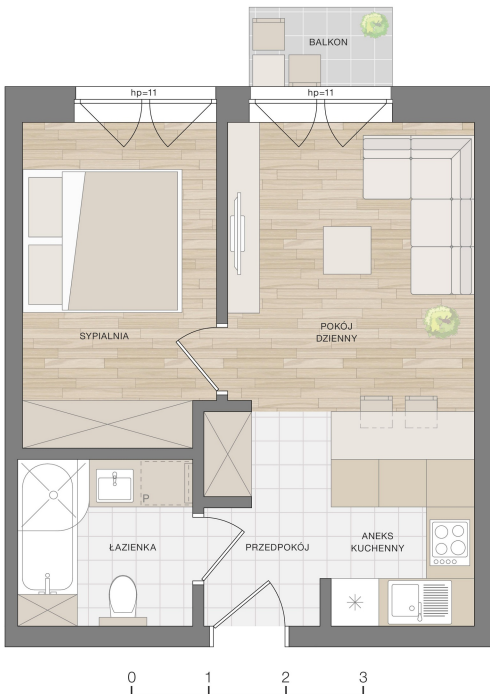 BALKON
hp=11
hp=11
SYPIALNIA
POKÓJ
DZIENNY
P
ŁAZIENKA
PRZEDPOKÓJ
ANEKS
KUCHENNY
0 1 2 3